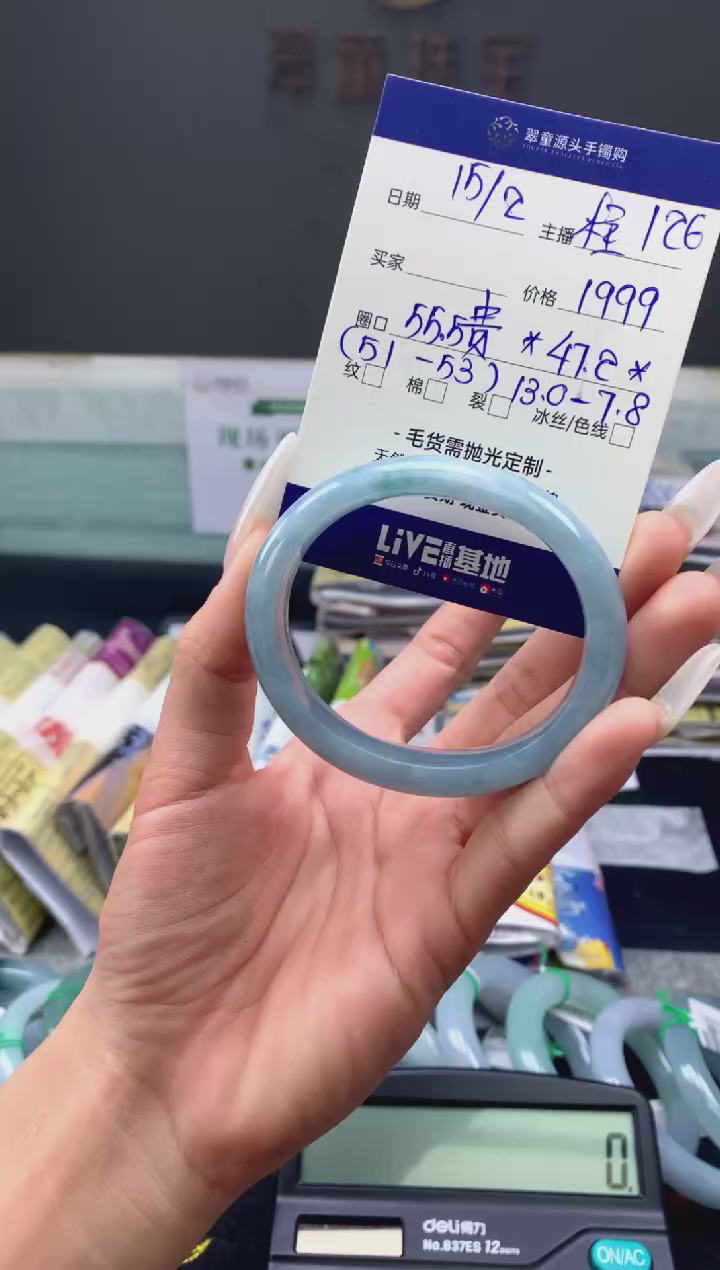 翠童源头手镯购
日期 15/2 主播 程 126
买家 价格 1999
圈口 55.5贵 * 47.2 *
(51 - 53) 13.0 - 7.8
纹 棉 裂 冰丝/色线
- 毛货需抛光定制 -
LiVE直播基地
0.
deli得力
No.837ES 12
ON/AC